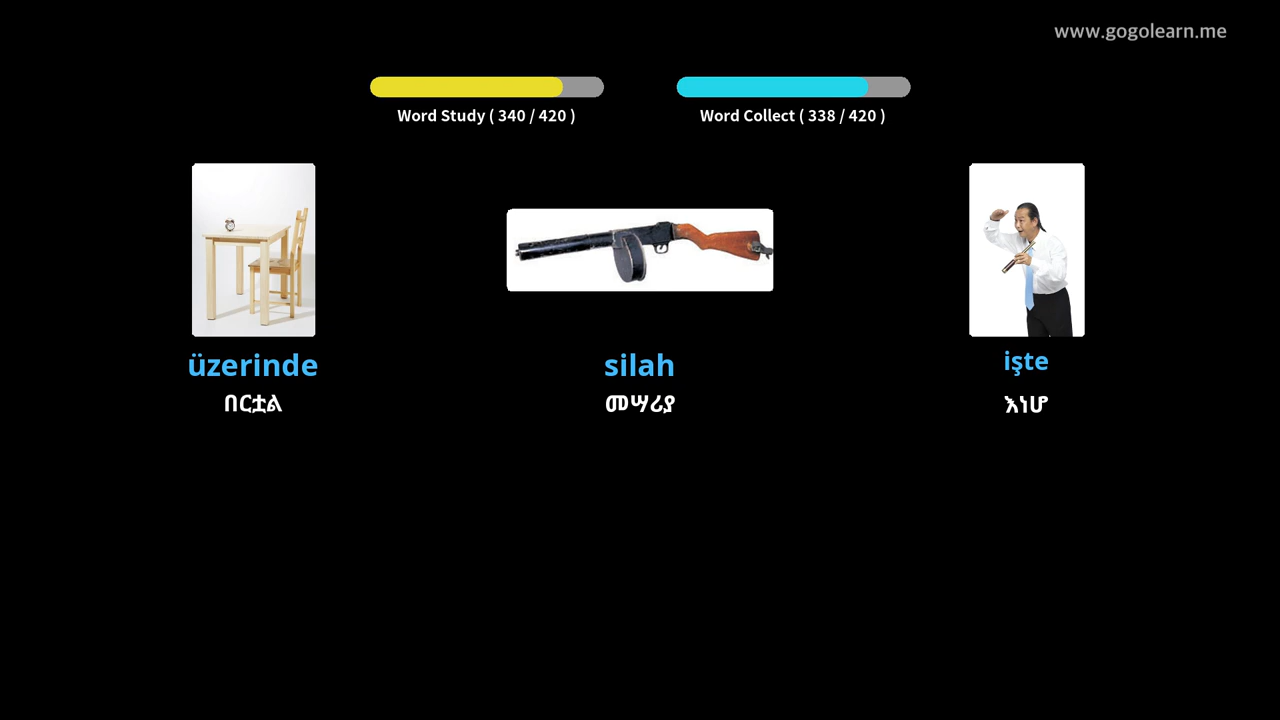 www.gogolearn.me
Word Study ( 340 / 420 )
Word Collect ( 338 / 420 )
üzerinde
silah
işte
በርቷል
መሣሪያ
እነሆ